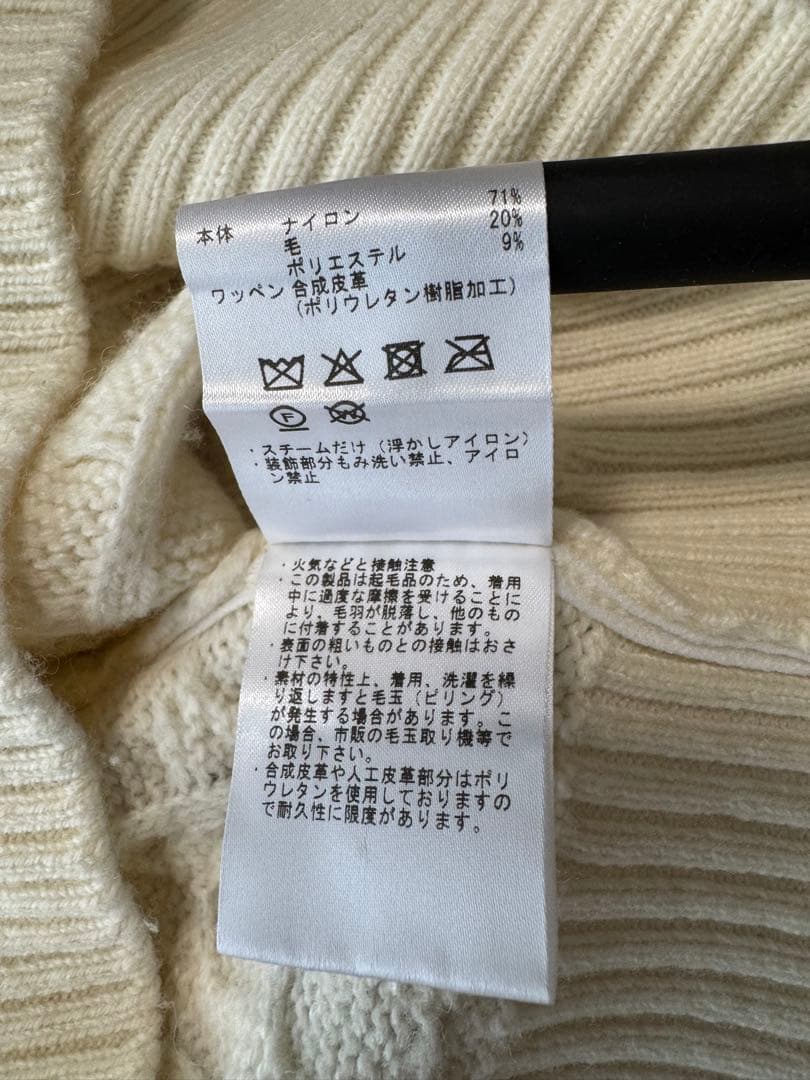 本体 ナイロン 71%
毛 20%
ポリエステル 9%
ワッペン 合成皮革
(ポリウレタン樹脂加工)
F W
・スチームだけ(浮かしアイロン)
・装飾部分もみ洗い禁止、アイロ
ン禁止
・火気などと接触注意
・この製品は起毛品のため、着用
中に過度な摩擦を受けることに
より、毛羽が脱落し、他のもの
に付着することがあります。
・表面の粗いものとの接触はおさ
け下さい。
・素材の特性上、着用、洗濯を繰
り返しますと毛玉(ピリング)
が発生する場合があります。こ
の場合、市販の毛玉取り機等で
お取り下さい。
・合成皮革や人工皮革部分はポリ
ウレタンを使用しておりますの
で耐久性に限度があります。